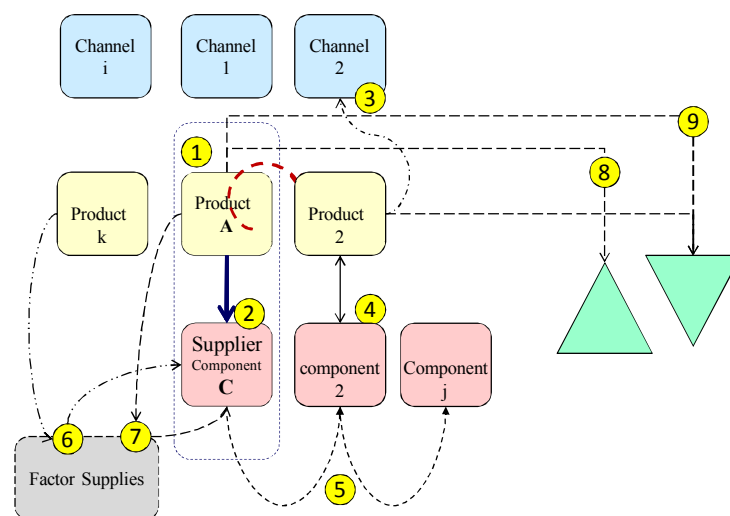 Channel
i
Channel
1
Channel
2
3
9
1
8
Product
k
Product
A
Product
2
2
4
Supplier
Component
C
component
2
Component
j
6
7
Factor Supplies
5